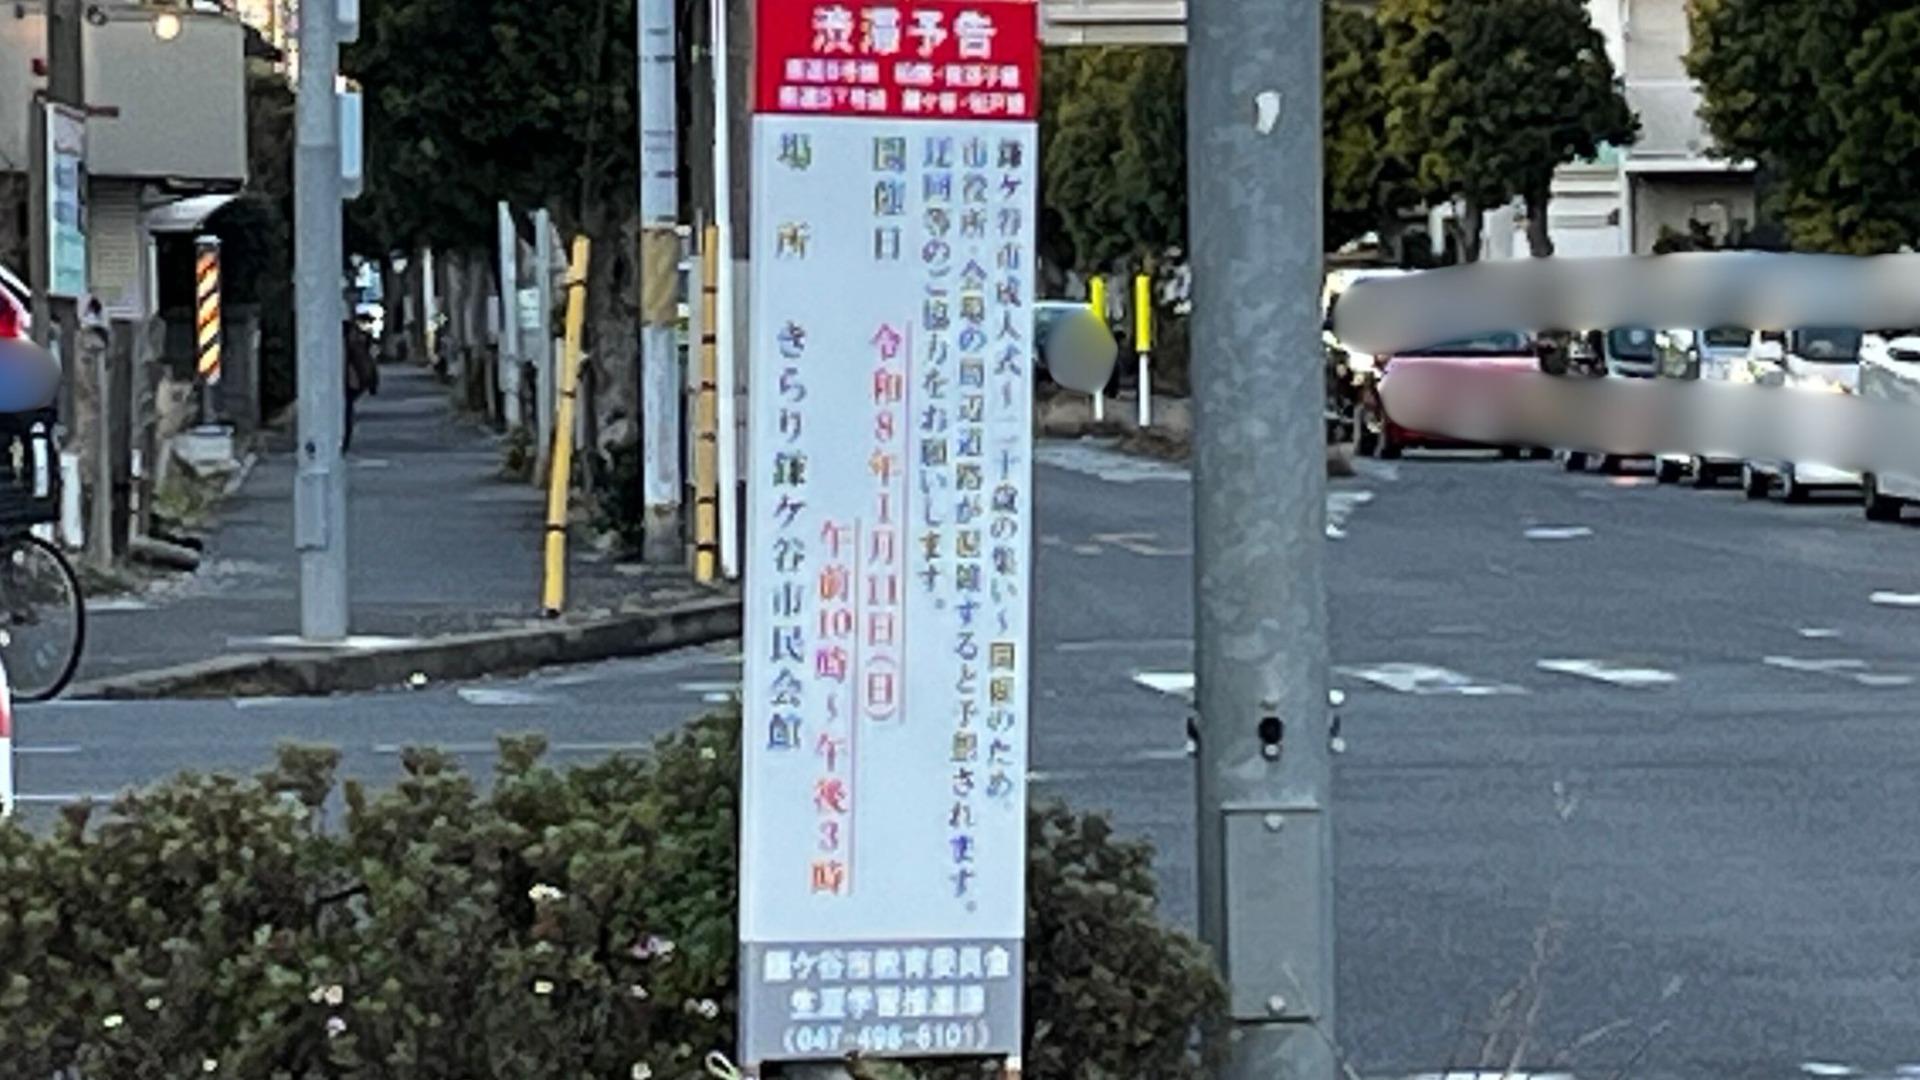 渋滞予告
県道8号線 船橋・我孫子線
県道57号線 鎌ケ谷・松戸線
鎌ケ谷市成人式～二十歳の集い～ 開催のため、
市役所・会場の周辺道路が混雑すると予想されます。
迂回等のご協力をお願いします。
開催日 令和8年1月11日(日)
午前10時～午後3時
場 所 きらり鎌ケ谷市民会館
鎌ケ谷市教育委員会
生涯学習推進課